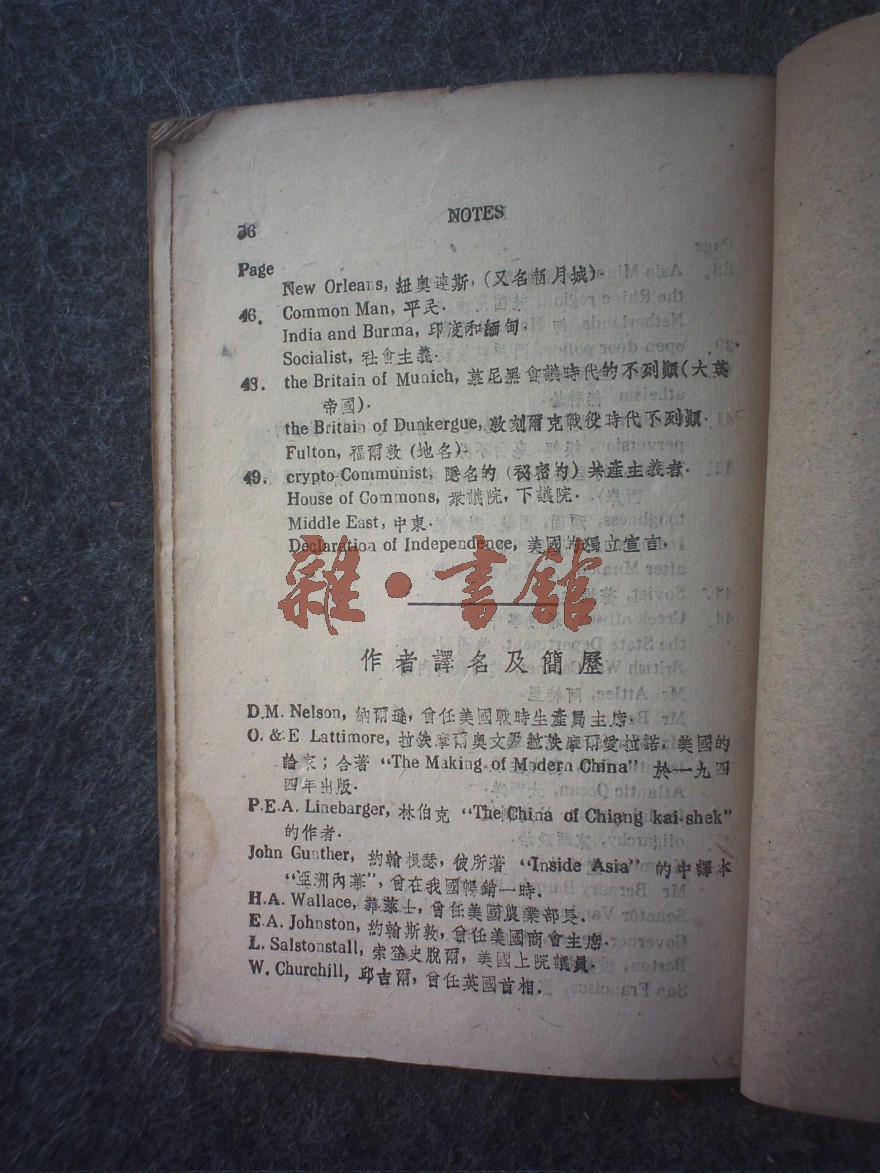 56
NOTES
Page
New Orleans, 紐奧連斯, (又名新月城).
46. Common Man, 平民.
India and Burma, 印度和緬甸.
Socialist, 社會主義.
43. the Britain of Munich, 慕尼黑會議時代的不列顛(大英
帝國).
the Britain of Dunkergue, 敦刻爾克戰役時代不列顛.
Fulton, 福爾敦 (地名).
49. crypto-Communist, 隱名的 (祕密的) 共產主義者.
House of Commons, 衆議院, 下議院.
Middle East, 中東.
Declaration of Independence, 美國的獨立宣言.
雜·書館
作者譯名及簡歷
D.M. Nelson, 納爾遜, 曾任美國戰時生產局主席.
O. & E Lattimore, 拉鉄摩爾奧文及拉鉄摩爾愛拉諾, 美國的
論家; 合著 “The Making of Modern China” 於一九四
四年出版.
P.E.A. Linebarger, 林伯克 “The China of Chiang kai-shek”
的作者.
John Gunther, 約翰根瑟, 彼所著 “Inside Asia” 的中譯本
“亞洲內幕”, 曾在我國暢銷一時.
H.A. Wallace, 華萊士, 曾任美國農業部長.
E.A. Johnston, 約翰斯敦, 曾任美國商會主席.
L. Salstonstall, 索登史脫爾, 美國上院議員.
W. Churchill, 邱吉爾, 曾任英國首相.